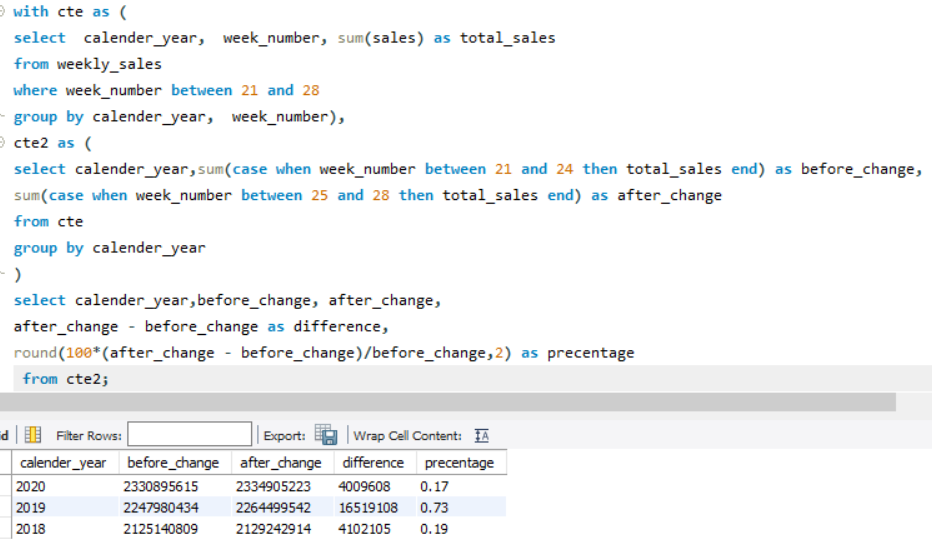 with cte as (
select  calender_year,  week_number, sum(sales) as total_sales
from weekly_sales
where week_number between 21 and 28
group by calender_year,  week_number),
cte2 as (
select calender_year,sum(case when week_number between 21 and 24 then total_sales end) as before_change,
sum(case when week_number between 25 and 28 then total_sales end) as after_change
from cte
group by calender_year
)
select calender_year,before_change, after_change,
after_change - before_change as difference,
round(100*(after_change - before_change)/before_change,2) as precentage
from cte2;
id Filter Rows: Export: Wrap Cell Content: IA
calender_year before_change after_change difference precentage
2020 2330895615 2334905223 4009608 0.17
2019 2247980434 2264499542 16519108 0.73
2018 2125140809 2129242914 4102105 0.19